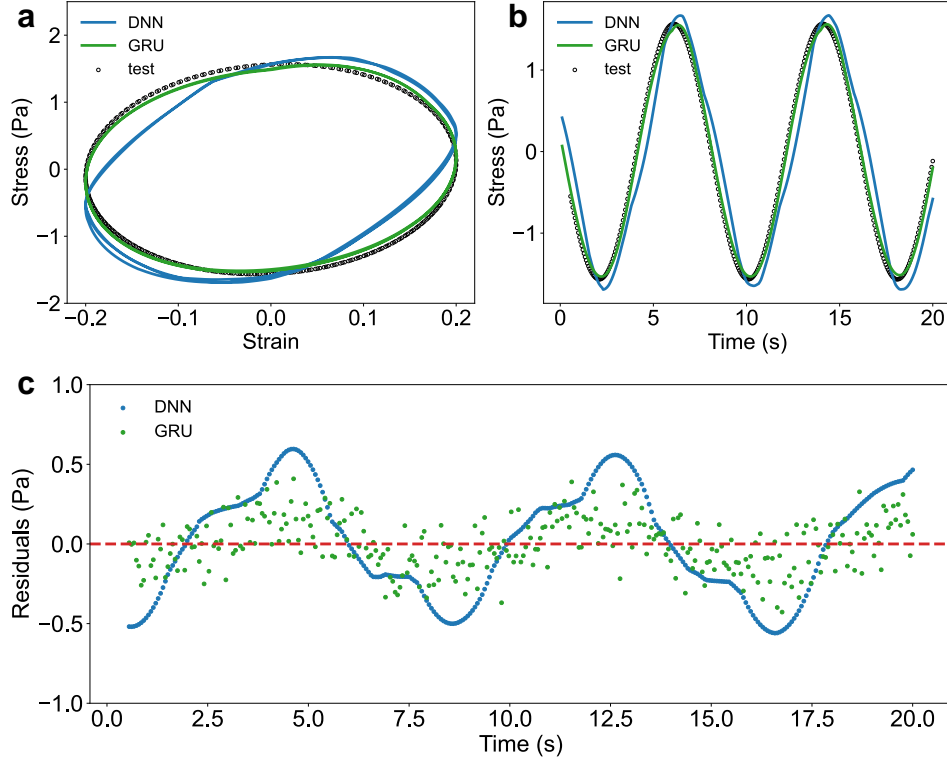 a
DNN
GRU
test
Stress (Pa)
2
1
0
−1
−2
−0.2
−0.1
0.0
0.1
0.2
Strain
b
DNN
GRU
test
Stress (Pa)
1
0
−1
0
5
10
15
20
Time (s)
c
DNN
GRU
Residuals (Pa)
1.0
0.5
0.0
−0.5
−1.0
0.0
2.5
5.0
7.5
10.0
12.5
15.0
17.5
20.0
Time (s)